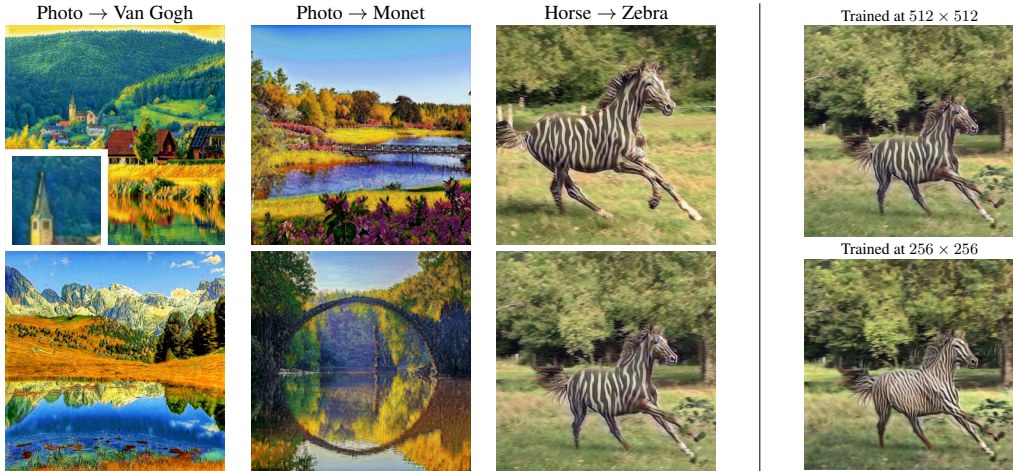 Photo → Van Gogh
Photo → Monet
Horse → Zebra
Trained at 512 × 512
Trained at 256 × 256